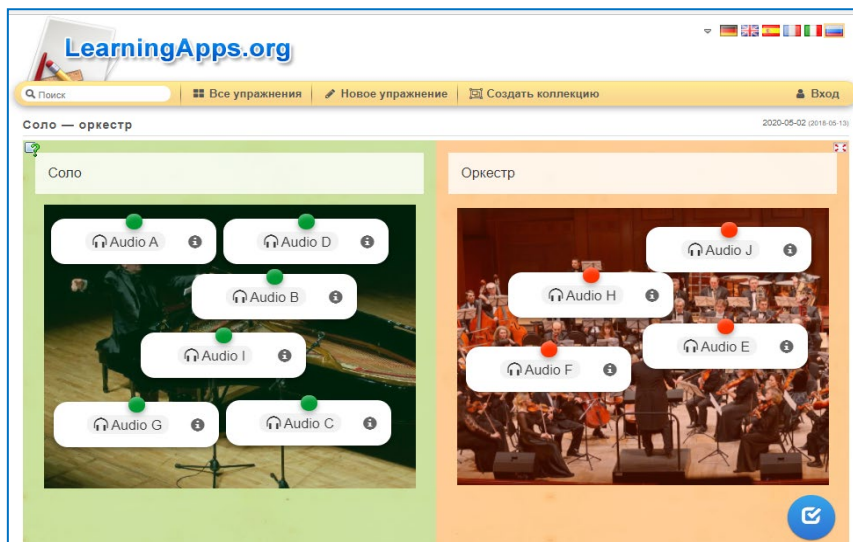 LearningApps.org
Поиск
Все упражнения
Новое упражнение
Создать коллекцию
Вход
Соло — оркестр
2020-05-02 (2018-05-13)
Соло
Оркестр
Audio A
Audio D
Audio B
Audio I
Audio G
Audio C
Audio J
Audio H
Audio E
Audio F